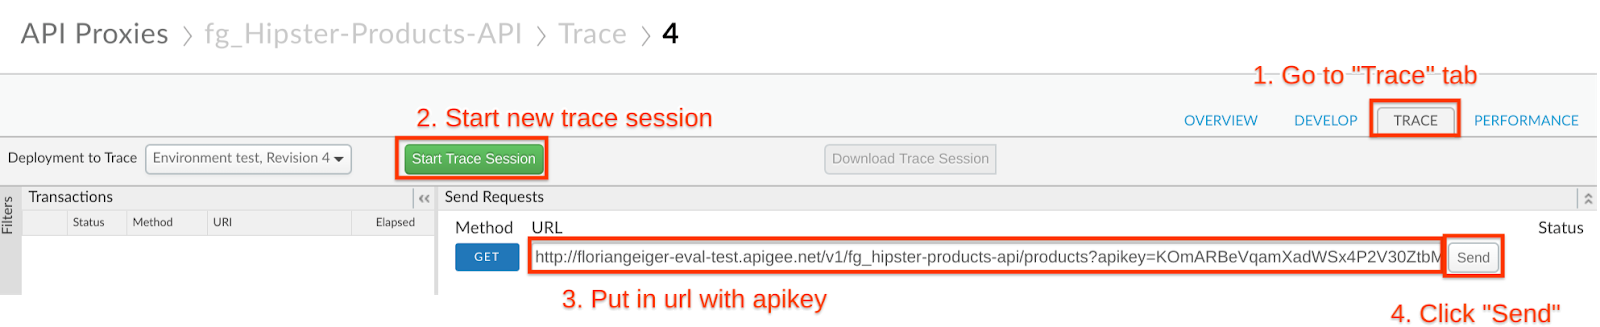 API Proxies › fg_Hipster-Products-API › Trace › 4
1. Go to "Trace" tab
2. Start new trace session
OVERVIEW DEVELOP TRACE PERFORMANCE
Deployment to Trace Environment test, Revision 4 Start Trace Session Download Trace Session
Filters
Transactions « Send Requests
Status Method URI Elapsed
Method URL Status
GET http://floriangeiger-eval-test.apigee.net/v1/fg_hipster-products-api/products?apikey=KOmARBeVqamXadWSx4P2V30ZtbM Send
3. Put in url with apikey
4. Click "Send"